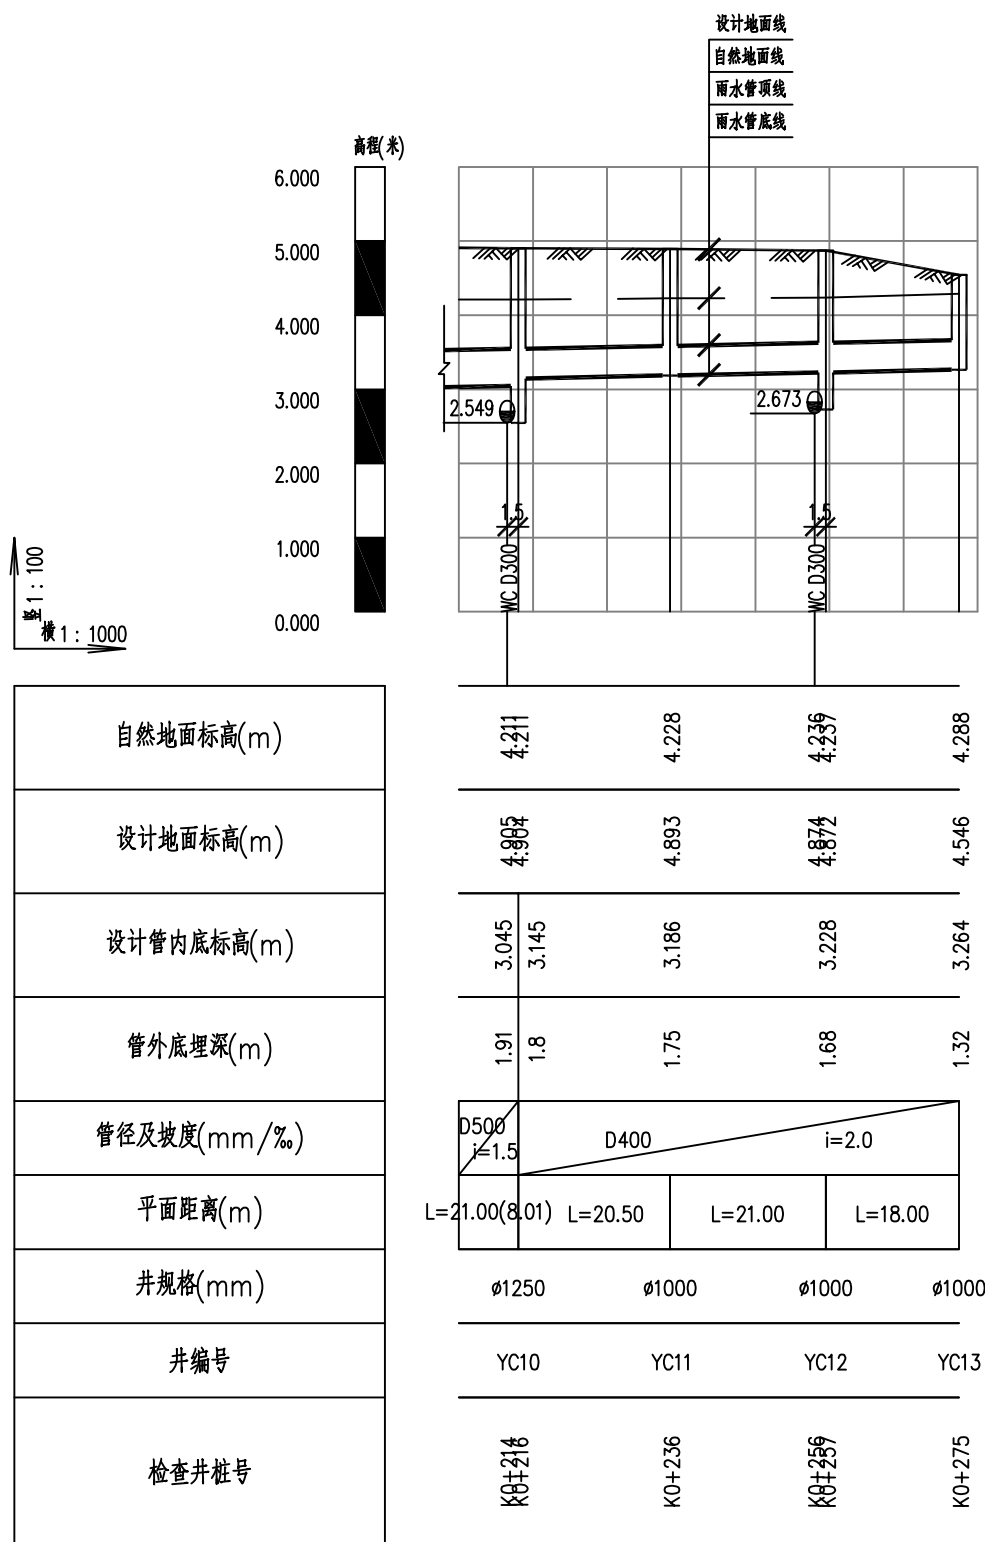 设计地面线
自然地面线
雨水管顶线
雨水管底线
高程(米)
6.000
5.000
4.000
3.000
2.000
1.000
0.000
2.549
2.673
1.5
1.5
WC D300
WC D300
竖 1：100
横 1：1000
自然地面标高(m)
4.211
4.211
4.228
4.236
4.237
4.288
设计地面标高(m)
4.905
4.904
4.893
4.874
4.872
4.546
设计管内底标高(m)
3.045
3.145
3.186
3.228
3.264
管外底埋深(m)
1.91
1.8
1.75
1.68
1.32
管径及坡度(mm/‰)
D500
i=1.5
D400
i=2.0
平面距离(m)
L=21.00(8.01)
L=20.50
L=21.00
L=18.00
井规格(mm)
ø1250
ø1000
ø1000
ø1000
井编号
YC10
YC11
YC12
YC13
检查井桩号
K0+214
K0+216
K0+236
K0+256
K0+257
K0+275